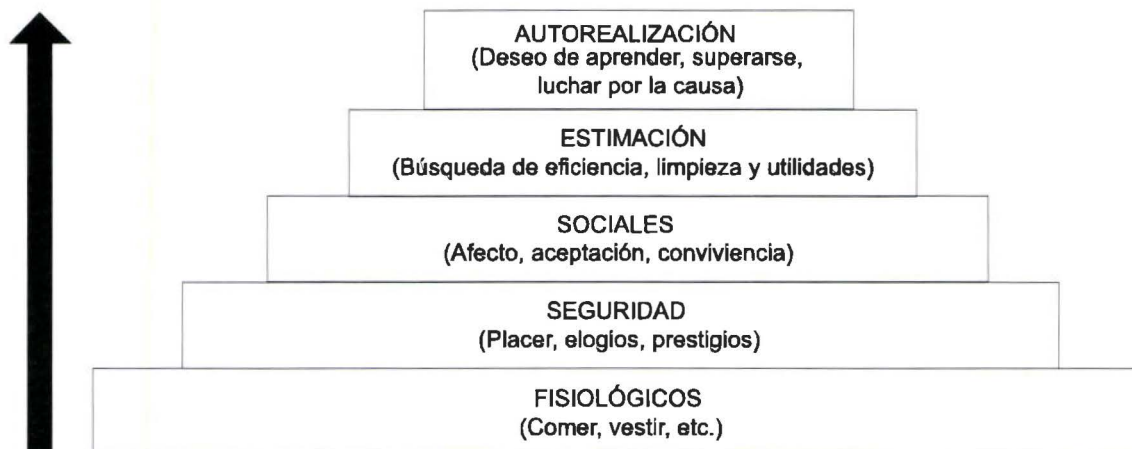 AUTOREALIZACIÓN
(Deseo de aprender, superarse,
luchar por la causa)
ESTIMACIÓN
(Búsqueda de eficiencia, limpieza y utilidades)
SOCIALES
(Afecto, aceptación, conviviencia)
SEGURIDAD
(Placer, elogios, prestigios)
FISIOLÓGICOS
(Comer, vestir, etc.)